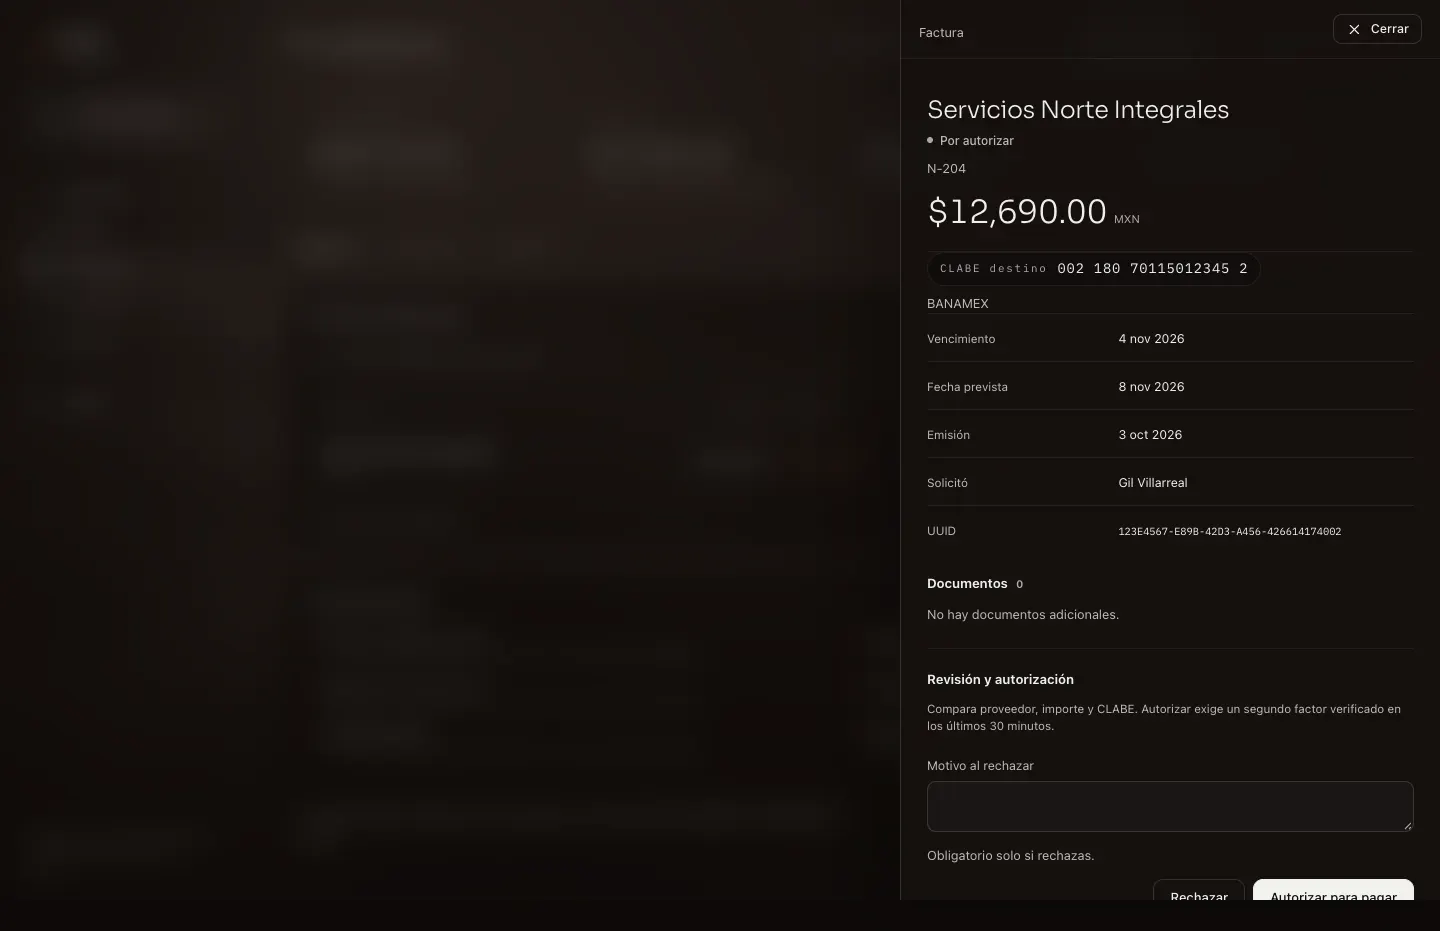 Factura
Cerrar
Servicios Norte Integrales
Por autorizar
N-204
$12,690.00 MXN
CLABE destino 002 180 70115012345 2
BANAMEX
Vencimiento 4 nov 2026
Fecha prevista 8 nov 2026
Emisión 3 oct 2026
Solicitó Gil Villarreal
UUID 123E4567-E89B-42D3-A456-426614174002
Documentos 0
No hay documentos adicionales.
Revisión y autorización
Compara proveedor, importe y CLABE. Autorizar exige un segundo factor verificado en
los últimos 30 minutos.
Motivo al rechazar
Obligatorio solo si rechazas.
Rechazar Autorizar para pagar